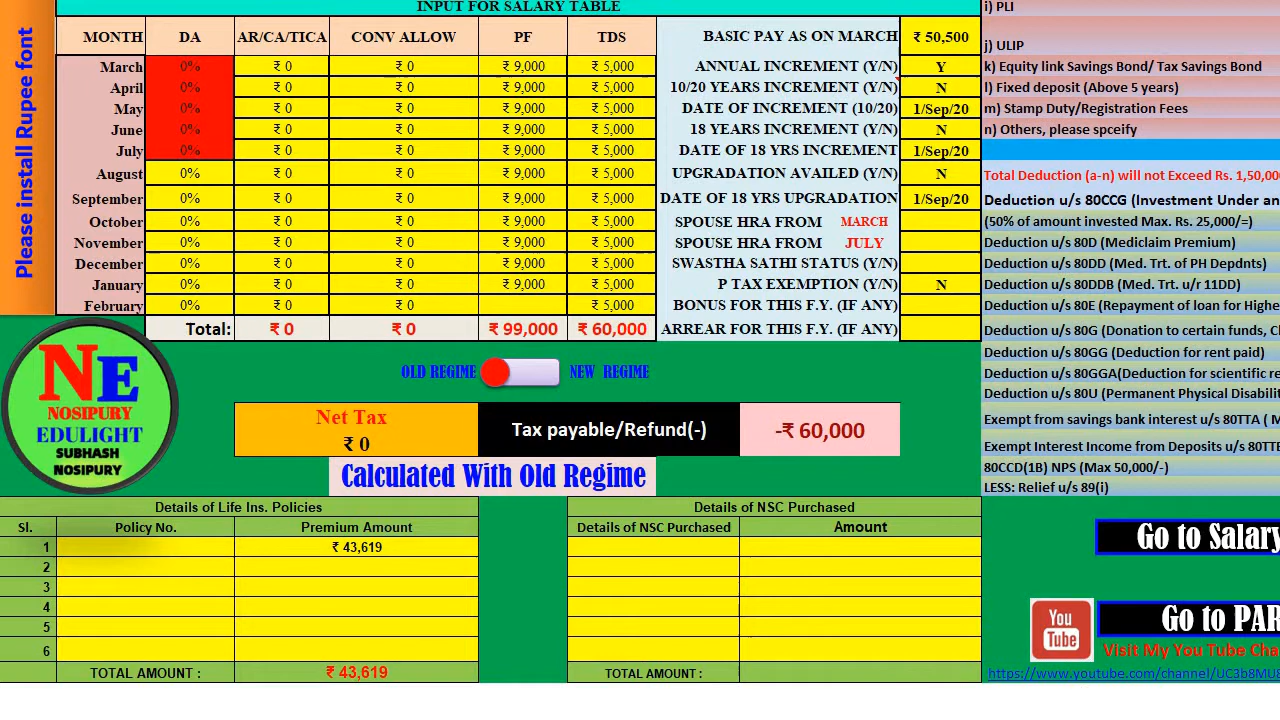 INPUT FOR SALARY TABLE
Please install Rupee font
MONTH DA AR/CA/TICA CONV ALLOW PF TDS BASIC PAY AS ON MARCH ₹ 50,500
March 0% ₹ 0 ₹ 0 ₹ 9,000 ₹ 5,000 ANNUAL INCREMENT (Y/N) Y
April 0% ₹ 0 ₹ 0 ₹ 9,000 ₹ 5,000 10/20 YEARS INCREMENT (Y/N) N
May 0% ₹ 0 ₹ 0 ₹ 9,000 ₹ 5,000 DATE OF INCREMENT (10/20) 1/Sep/20
June 0% ₹ 0 ₹ 0 ₹ 9,000 ₹ 5,000 18 YEARS INCREMENT (Y/N) N
July 0% ₹ 0 ₹ 0 ₹ 9,000 ₹ 5,000 DATE OF 18 YRS INCREMENT 1/Sep/20
August 0% ₹ 0 ₹ 0 ₹ 9,000 ₹ 5,000 UPGRADATION AVAILED (Y/N) N
September 0% ₹ 0 ₹ 0 ₹ 9,000 ₹ 5,000 DATE OF 18 YRS UPGRADATION 1/Sep/20
October 0% ₹ 0 ₹ 0 ₹ 9,000 ₹ 5,000 SPOUSE HRA FROM MARCH
November 0% ₹ 0 ₹ 0 ₹ 9,000 ₹ 5,000 SPOUSE HRA FROM JULY
December 0% ₹ 0 ₹ 0 ₹ 9,000 ₹ 5,000 SWASTHA SATHI STATUS (Y/N)
January 0% ₹ 0 ₹ 0 ₹ 9,000 ₹ 5,000 P TAX EXEMPTION (Y/N) N
February 0% ₹ 0 ₹ 0 ₹ 5,000 BONUS FOR THIS F.Y. (IF ANY)
Total: ₹ 0 ₹ 0 ₹ 99,000 ₹ 60,000 ARREAR FOR THIS F.Y. (IF ANY)
i) PLI
j) ULIP
k) Equity link Savings Bond/ Tax Savings Bond
l) Fixed deposit (Above 5 years)
m) Stamp Duty/Registration Fees
n) Others, please spceify
Total Deduction (a-n) will not Exceed Rs. 1,50,000
Deduction u/s 80CCG (Investment Under an
(50% of amount invested Max. Rs. 25,000/=)
Deduction u/s 80D (Mediclaim Premium)
Deduction u/s 80DD (Med. Trt. of PH Depdnts)
Deduction u/s 80DDB (Med. Trt. u/r 11DD)
Deduction u/s 80E (Repayment of loan for Highe
Deduction u/s 80G (Donation to certain funds, C
Deduction u/s 80GG (Deduction for rent paid)
Deduction u/s 80GGA(Deduction for scientific re
Deduction u/s 80U (Permanent Physical Disabilit
Exempt from savings bank interest u/s 80TTA ( M
Exempt Interest Income from Deposits u/s 80TTB
80CCD(1B) NPS (Max 50,000/-)
LESS: Relief u/s 89(i)
NE
NOSIPURY
EDULIGHT
SUBHASH
NOSIPURY
OLD REGIME NEW REGIME
Net Tax
₹ 0
Tax payable/Refund(-) -₹ 60,000
Calculated With Old Regime
Details of Life Ins. Policies
Sl. Policy No. Premium Amount
1 ₹ 43,619
2
3
4
5
6
TOTAL AMOUNT : ₹ 43,619
Details of NSC Purchased
Details of NSC Purchased Amount
TOTAL AMOUNT :
Go to Salary
You
Tube
Go to PAR
Visit My You Tube Cha
https://www.youtube.com/channel/UC3b8MU8